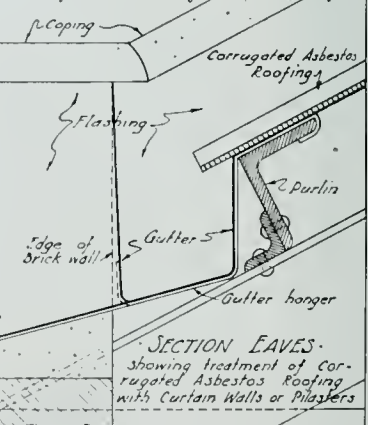 Coping
Corrugated Asbestos
Roofing
Flashing
Purlin
Edge of
Brick wall
Gutter
Gutter hanger
SECTION EAVES.
showing treatment of Cor-
rugated Asbestos Roofing
with Curtain Walls or Pilasters